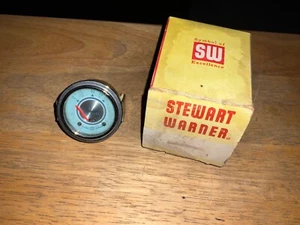 Symbol of
SW
Excellence
STEWART
WARNER